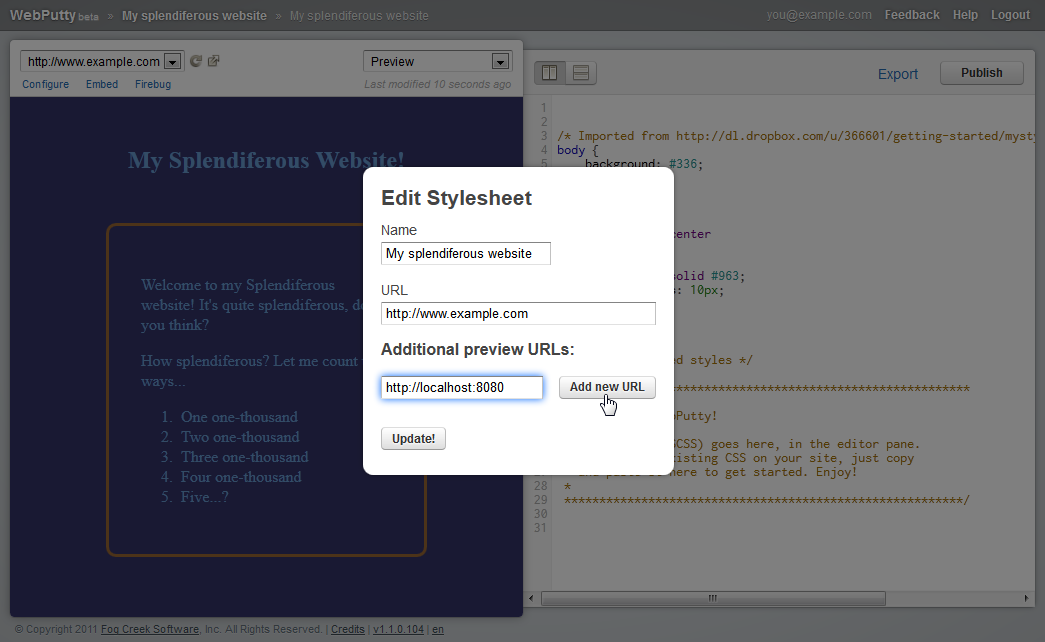 WebPutty beta » My splendiferous website » My splendiferous website
you@example.com Feedback Help Logout
http://www.example.com
Preview
Configure Embed Firebug
Last modified 10 seconds ago
My Splendiferous Website!
Welcome to my Splendiferous
website! It's quite splendiferous,
you think?
How splendiferous? Let me count
ways...
1. One one-thousand
2. Two one-thousand
3. Three one-thousand
4. Four one-thousand
5. Five...?
Edit Stylesheet
Name
My splendiferous website
URL
http://www.example.com
Additional preview URLs:
http://localhost:8080
Add new URL
Update!
Export
Publish
1
2
3 /* Imported from http://dl.dropbox.com/u/366601/getting-started/myst
4 body {
5 background: #336;
center
solid #963;
: 10px;
d styles */
*****************************************
Putty!
CSS) goes here, in the editor pane.
isting CSS on your site, just copy
here to get started. Enjoy!
28 *
29 *********************************************************/
30
31
© Copyright 2011 Fog Creek Software, Inc. All Rights Reserved. | Credits | v1.1.0.104 | en